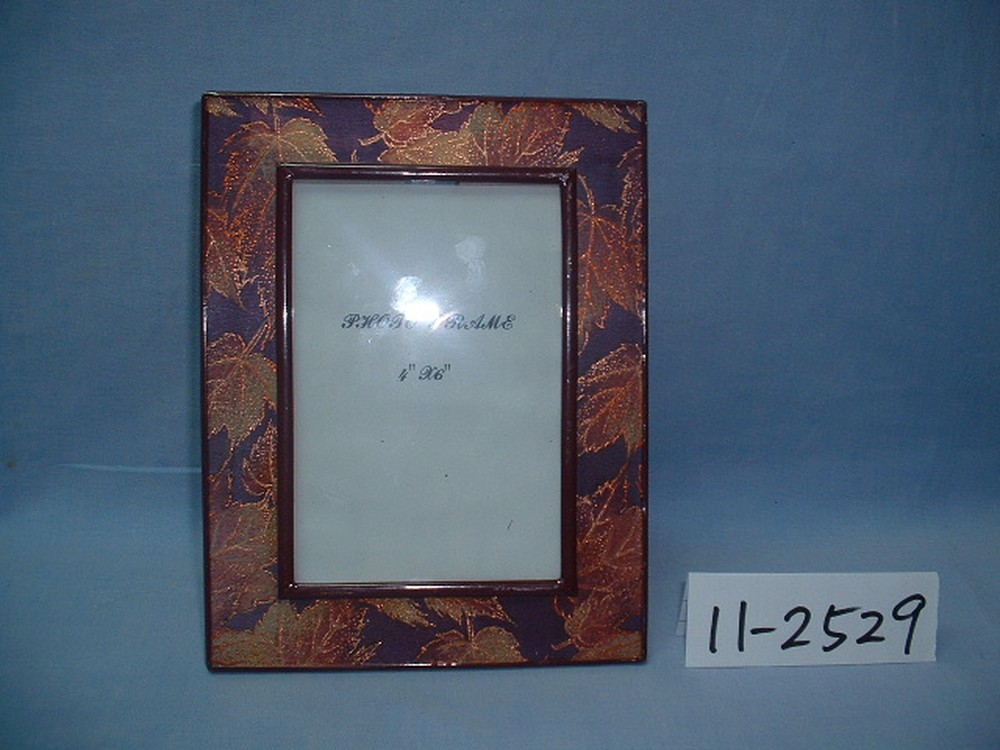 PHOTO FRAME
4" X6"
11-2529